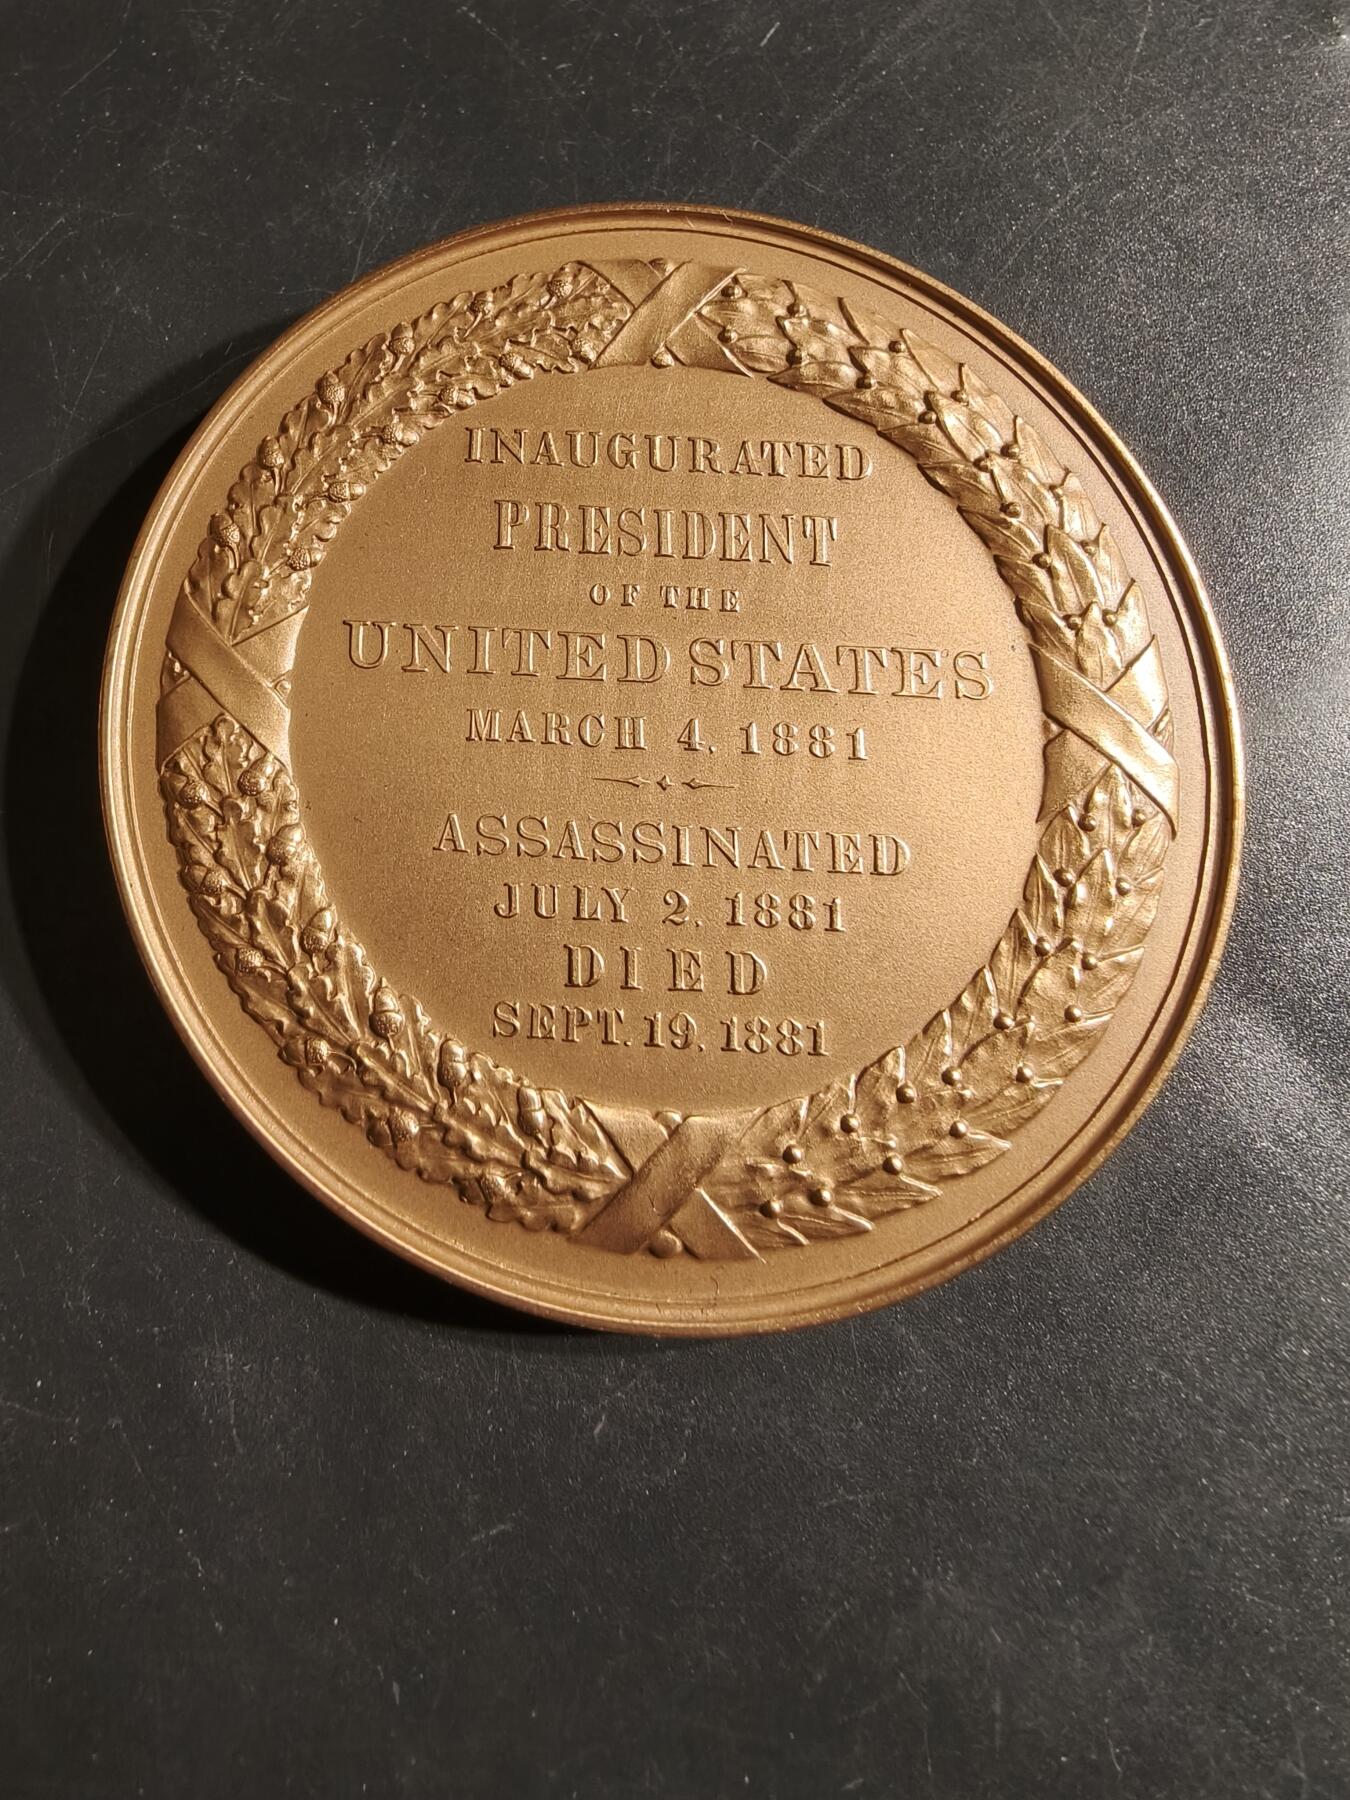 INAUGURATED
PRESIDENT
OF THE
UNITED STATES
MARCH 4. 1881
ASSASSINATED
JULY 2. 1881
DIED
SEPT. 19. 1881